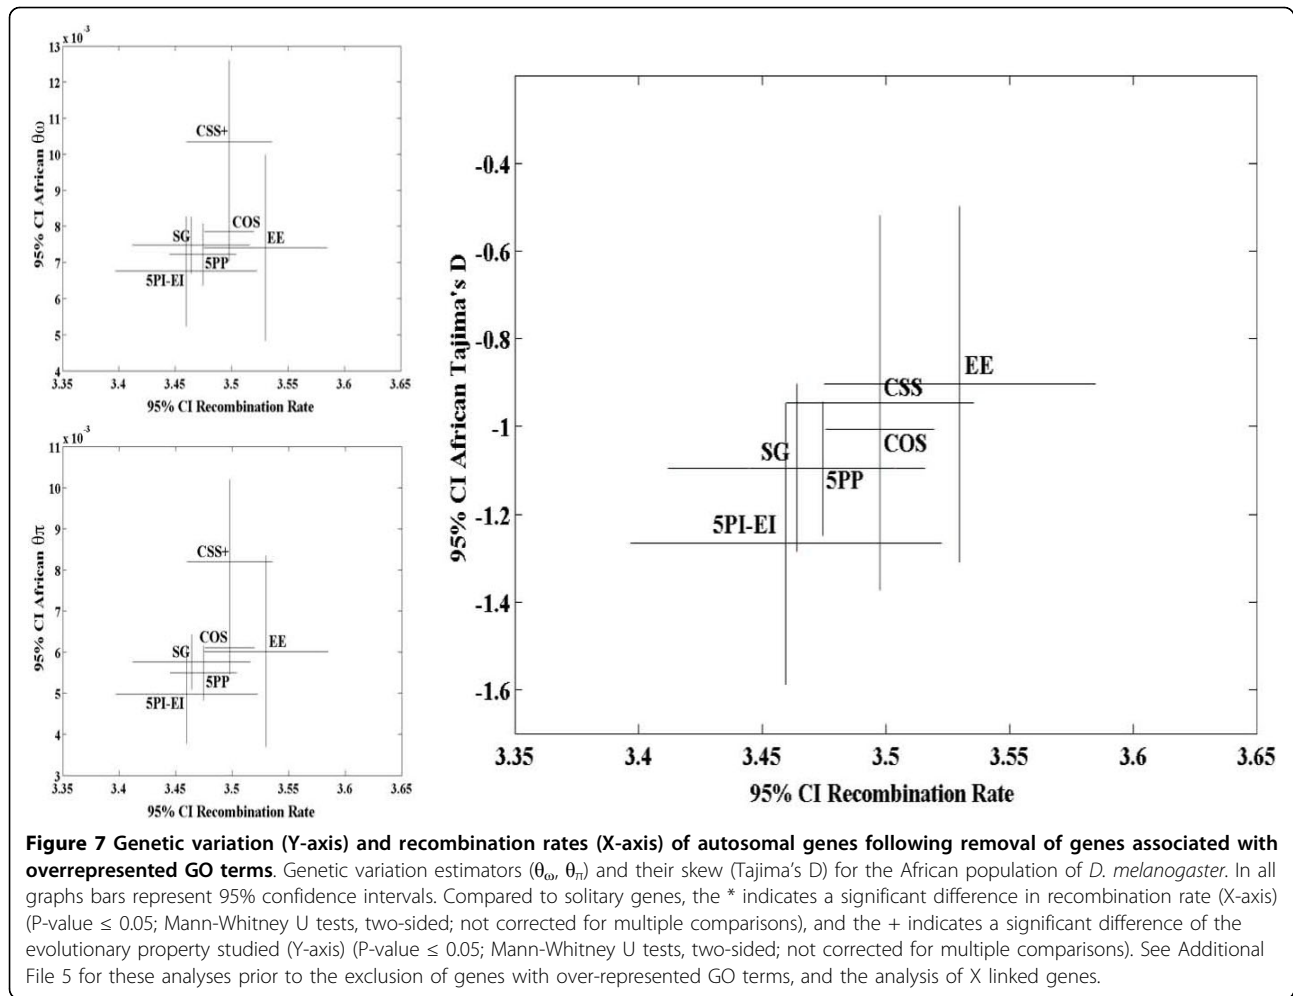 x 10⁻³
13
12
11
10
9
8
7
6
5
4
95% CI African θω
CSS+
COS
SG
EE
5PP
5PI-EI
3.35 3.4 3.45 3.5 3.55 3.6 3.65
95% CI Recombination Rate
x 10⁻³
11
10
9
8
7
6
5
4
3
95% CI African θπ
CSS+
COS
SG
EE
5PP
5PI-EI
3.35 3.4 3.45 3.5 3.55 3.6 3.65
95% CI Recombination Rate
-0.4
-0.6
-0.8
-1
-1.2
-1.4
-1.6
95% CI African Tajima's D
EE
CSS
COS
SG
5PP
5PI-EI
3.35 3.4 3.45 3.5 3.55 3.6 3.65
95% CI Recombination Rate
Figure 7 Genetic variation (Y-axis) and recombination rates (X-axis) of autosomal genes following removal of genes associated with
overrepresented GO terms. Genetic variation estimators (θω, θπ) and their skew (Tajima's D) for the African population of D. melanogaster. In all
graphs bars represent 95% confidence intervals. Compared to solitary genes, the * indicates a significant difference in recombination rate (X-axis)
(P-value ≤ 0.05; Mann-Whitney U tests, two-sided; not corrected for multiple comparisons), and the + indicates a significant difference of the
evolutionary property studied (Y-axis) (P-value ≤ 0.05; Mann-Whitney U tests, two-sided; not corrected for multiple comparisons). See Additional
File 5 for these analyses prior to the exclusion of genes with over-represented GO terms, and the analysis of X linked genes.